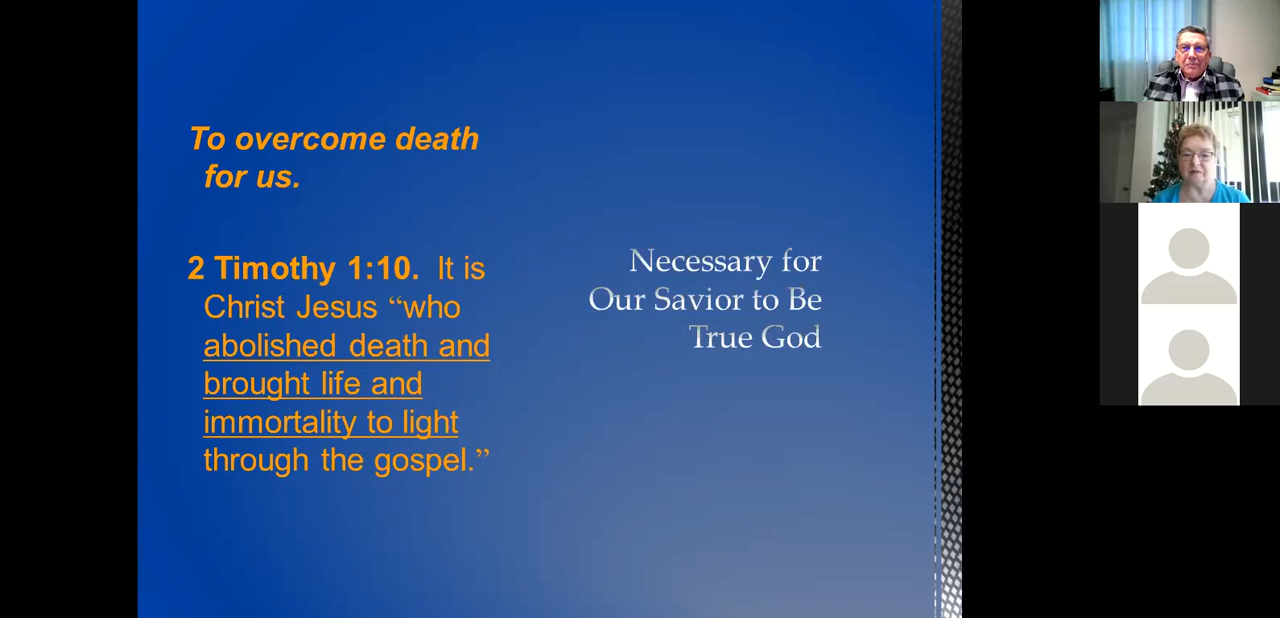 To overcome death
for us.
2 Timothy 1:10. It is
Christ Jesus “who
abolished death and
brought life and
immortality to light
through the gospel.”
Necessary for
Our Savior to Be
True God